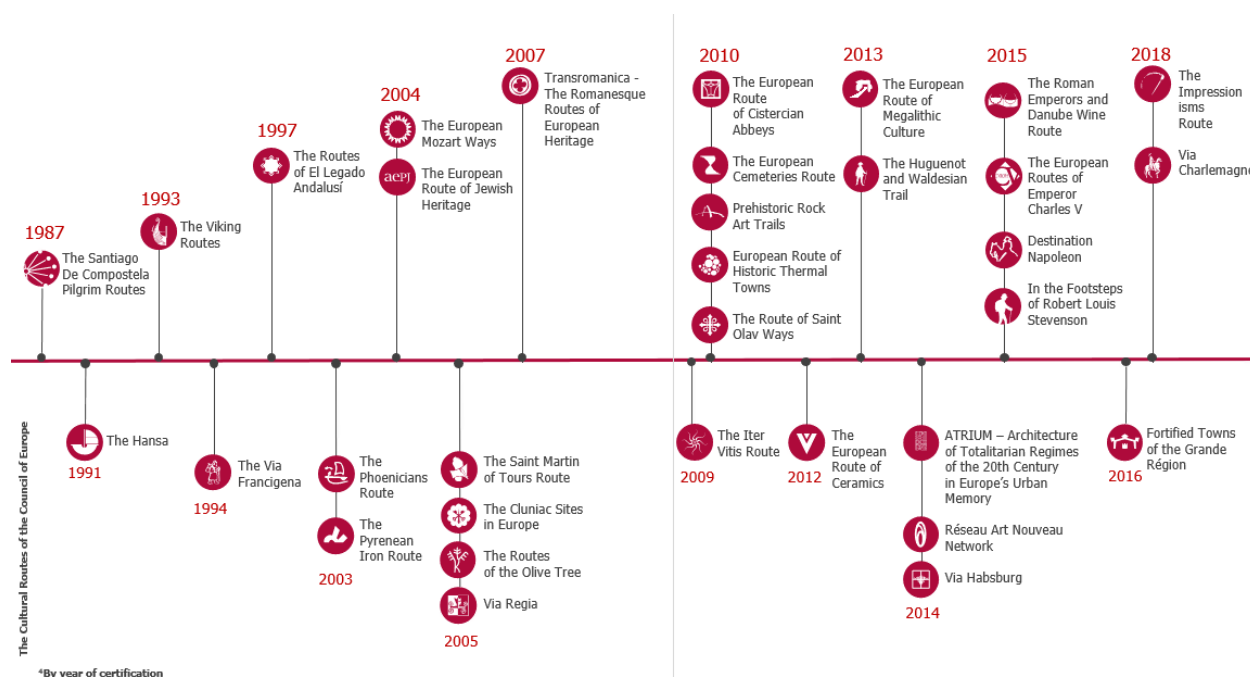 1987
The Santiago
De Compostela
Pilgrim Routes
1993
The Viking
Routes
1997
The Routes
of El Legado
Andalusí
2004
The European
Mozart Ways
aePJ
The European
Route of Jewish
Heritage
2007
Transromanica -
The Romanesque
Routes of
European
Heritage
2010
The European
Route
of Cistercian
Abbeys
The European
Cemeteries Route
Prehistoric Rock
Art Trails
European Route of
Historic Thermal
Towns
The Route of Saint
Olav Ways
2013
The European
Route of
Megalithic
Culture
The Huguenot
and Waldesian
Trail
2015
The Roman
Emperors and
Danube Wine
Route
The European
Routes of
Emperor
Charles V
Destination
Napoleon
In the Footsteps
of Robert Louis
Stevenson
2018
The
Impression
isms
Route
Via
Charlemagne
The Cultural Routes of the Council of Europe
The Hansa
1991
The Via
Francigena
1994
The
Phoenicians
Route
The
Pyrenean
Iron Route
2003
The Saint Martin
of Tours Route
The Cluniac Sites
in Europe
The Routes
of the Olive Tree
Via Regia
2005
The Iter
Vitis Route
2009
The
European
Route of
Ceramics
2012
ATRIUM – Architecture
of Totalitarian Regimes
of the 20th Century
in Europe's Urban
Memory
Réseau Art Nouveau
Network
Via Habsburg
2014
Fortified Towns
of the Grande
Région
2016
*By year of certification